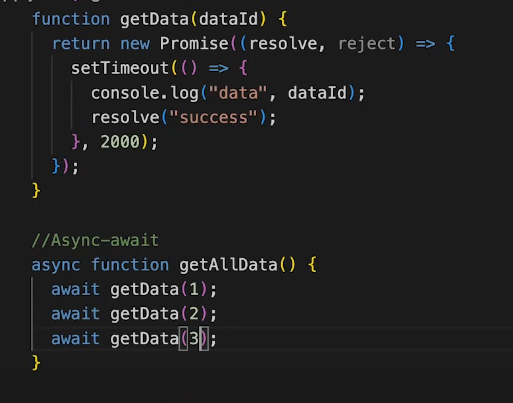 function getData(dataId) {
  return new Promise((resolve, reject) => {
    setTimeout(() => {
      console.log("data", dataId);
      resolve("success");
    }, 2000);
  });
}

//Async-await
async function getAllData() {
  await getData(1);
  await getData(2);
  await getData(3);
}